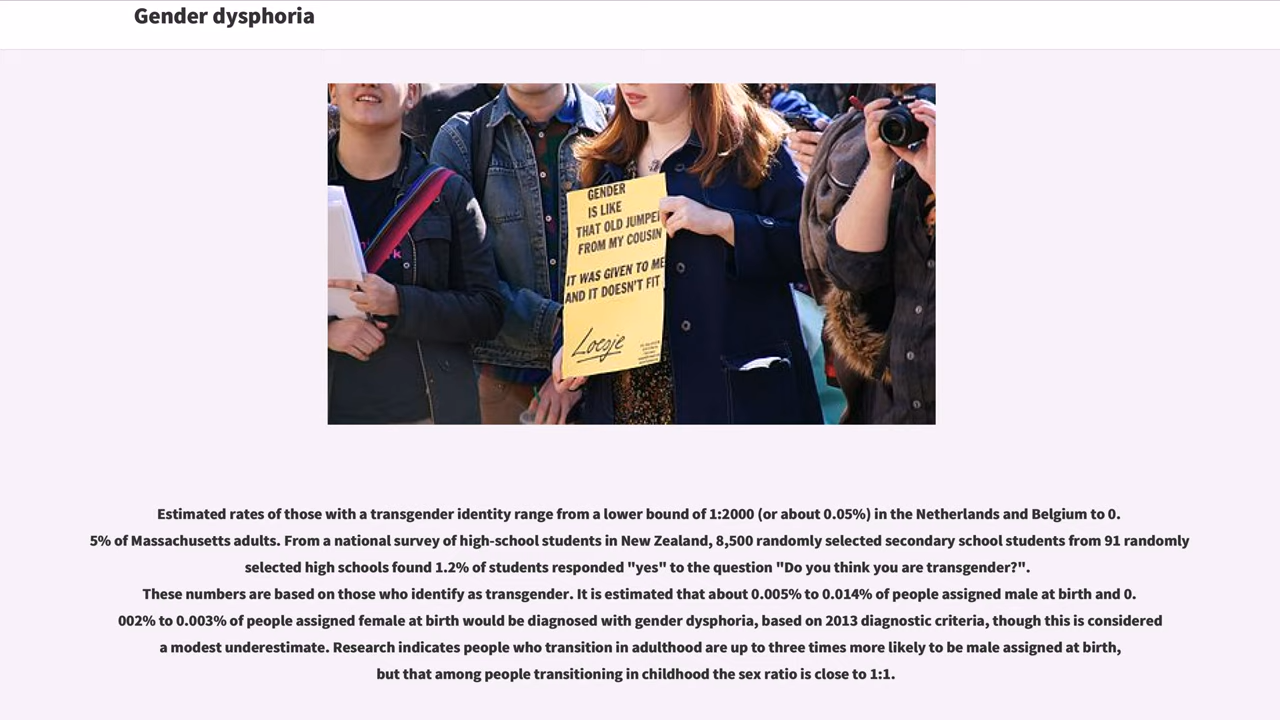 Gender dysphoria
GENDER
IS LIKE
THAT OLD JUMPER
FROM MY COUSIN
IT WAS GIVEN TO ME
AND IT DOESN'T FIT
Loesje
Estimated rates of those with a transgender identity range from a lower bound of 1:2000 (or about 0.05%) in the Netherlands and Belgium to 0.
5% of Massachusetts adults. From a national survey of high-school students in New Zealand, 8,500 randomly selected secondary school students from 91 randomly
selected high schools found 1.2% of students responded "yes" to the question "Do you think you are transgender?".
These numbers are based on those who identify as transgender. It is estimated that about 0.005% to 0.014% of people assigned male at birth and 0.
002% to 0.003% of people assigned female at birth would be diagnosed with gender dysphoria, based on 2013 diagnostic criteria, though this is considered
a modest underestimate. Research indicates people who transition in adulthood are up to three times more likely to be male assigned at birth,
but that among people transitioning in childhood the sex ratio is close to 1:1.